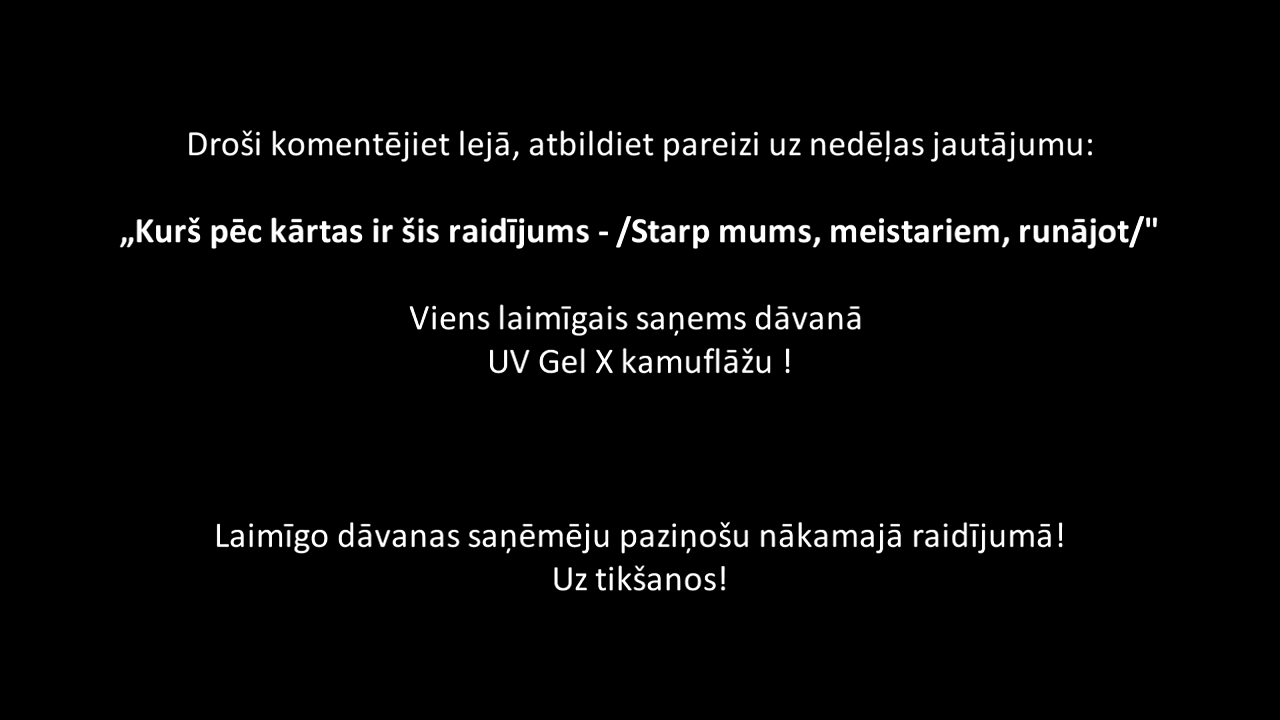 Droši komentējiet lejā, atbildiet pareizi uz nedēļas jautājumu:
„Kurš pēc kārtas ir šis raidījums - /Starp mums, meistariem, runājot/"
Viens laimīgais saņems dāvanā
UV Gel X kamuflāžu !
Laimīgo dāvanas saņēmēju paziņošu nākamajā raidījumā!
Uz tikšanos!